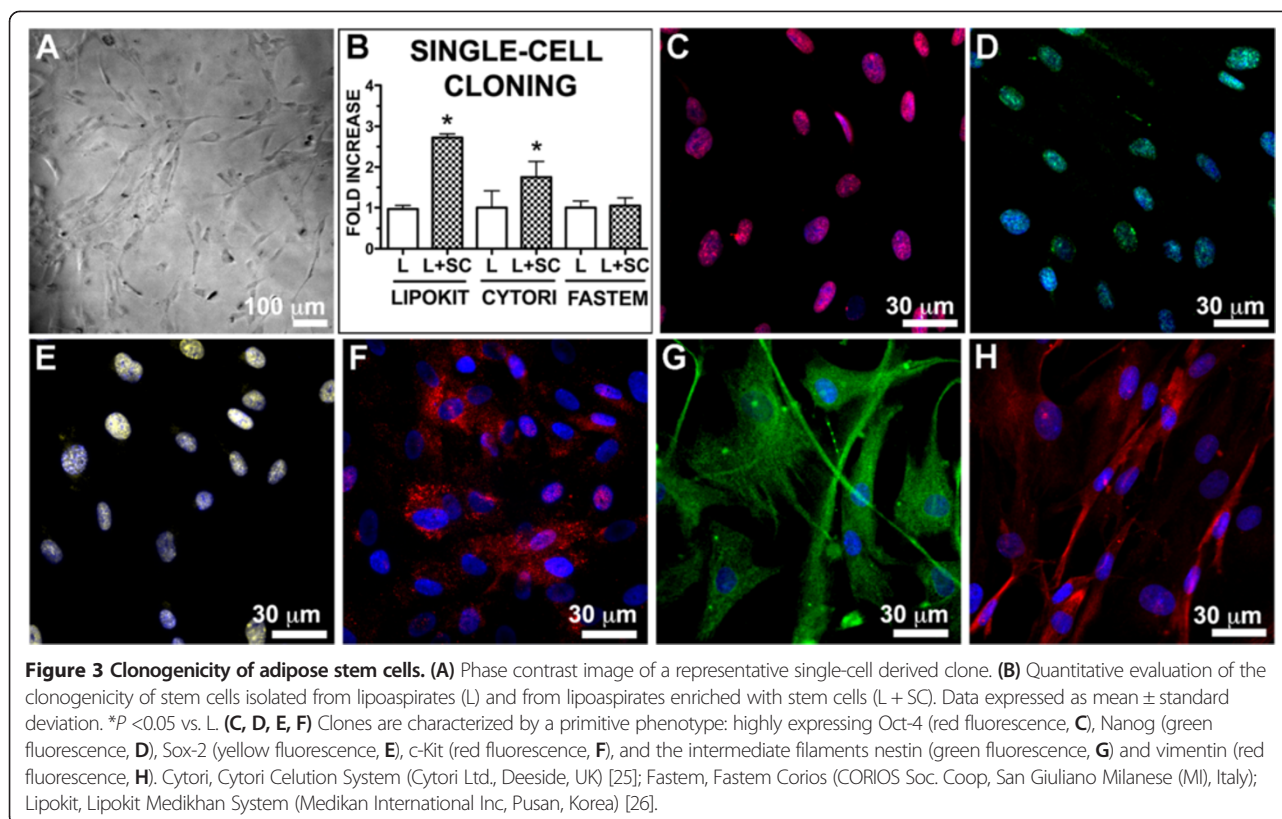 A
100 μm
B
SINGLE-CELL
CLONING
FOLD INCREASE
4
3
2
1
0
*
*
L L+SC L L+SC L L+SC
LIPOKIT CYTORI FASTEM
C
30 μm
D
30 μm
E
30 μm
F
30 μm
G
30 μm
H
30 μm
Figure 3 Clonogenicity of adipose stem cells. (A) Phase contrast image of a representative single-cell derived clone. (B) Quantitative evaluation of the
clonogenicity of stem cells isolated from lipoaspirates (L) and from lipoaspirates enriched with stem cells (L + SC). Data expressed as mean ± standard
deviation. *P <0.05 vs. L. (C, D, E, F) Clones are characterized by a primitive phenotype: highly expressing Oct-4 (red fluorescence, C), Nanog (green
fluorescence, D), Sox-2 (yellow fluorescence, E), c-Kit (red fluorescence, F), and the intermediate filaments nestin (green fluorescence, G) and vimentin (red
fluorescence, H). Cytori, Cytori Celution System (Cytori Ltd., Deeside, UK) [25]; Fastem, Fastem Corios (CORIOS Soc. Coop, San Giuliano Milanese (MI), Italy);
Lipokit, Lipokit Medikhan System (Medikan International Inc, Pusan, Korea) [26].